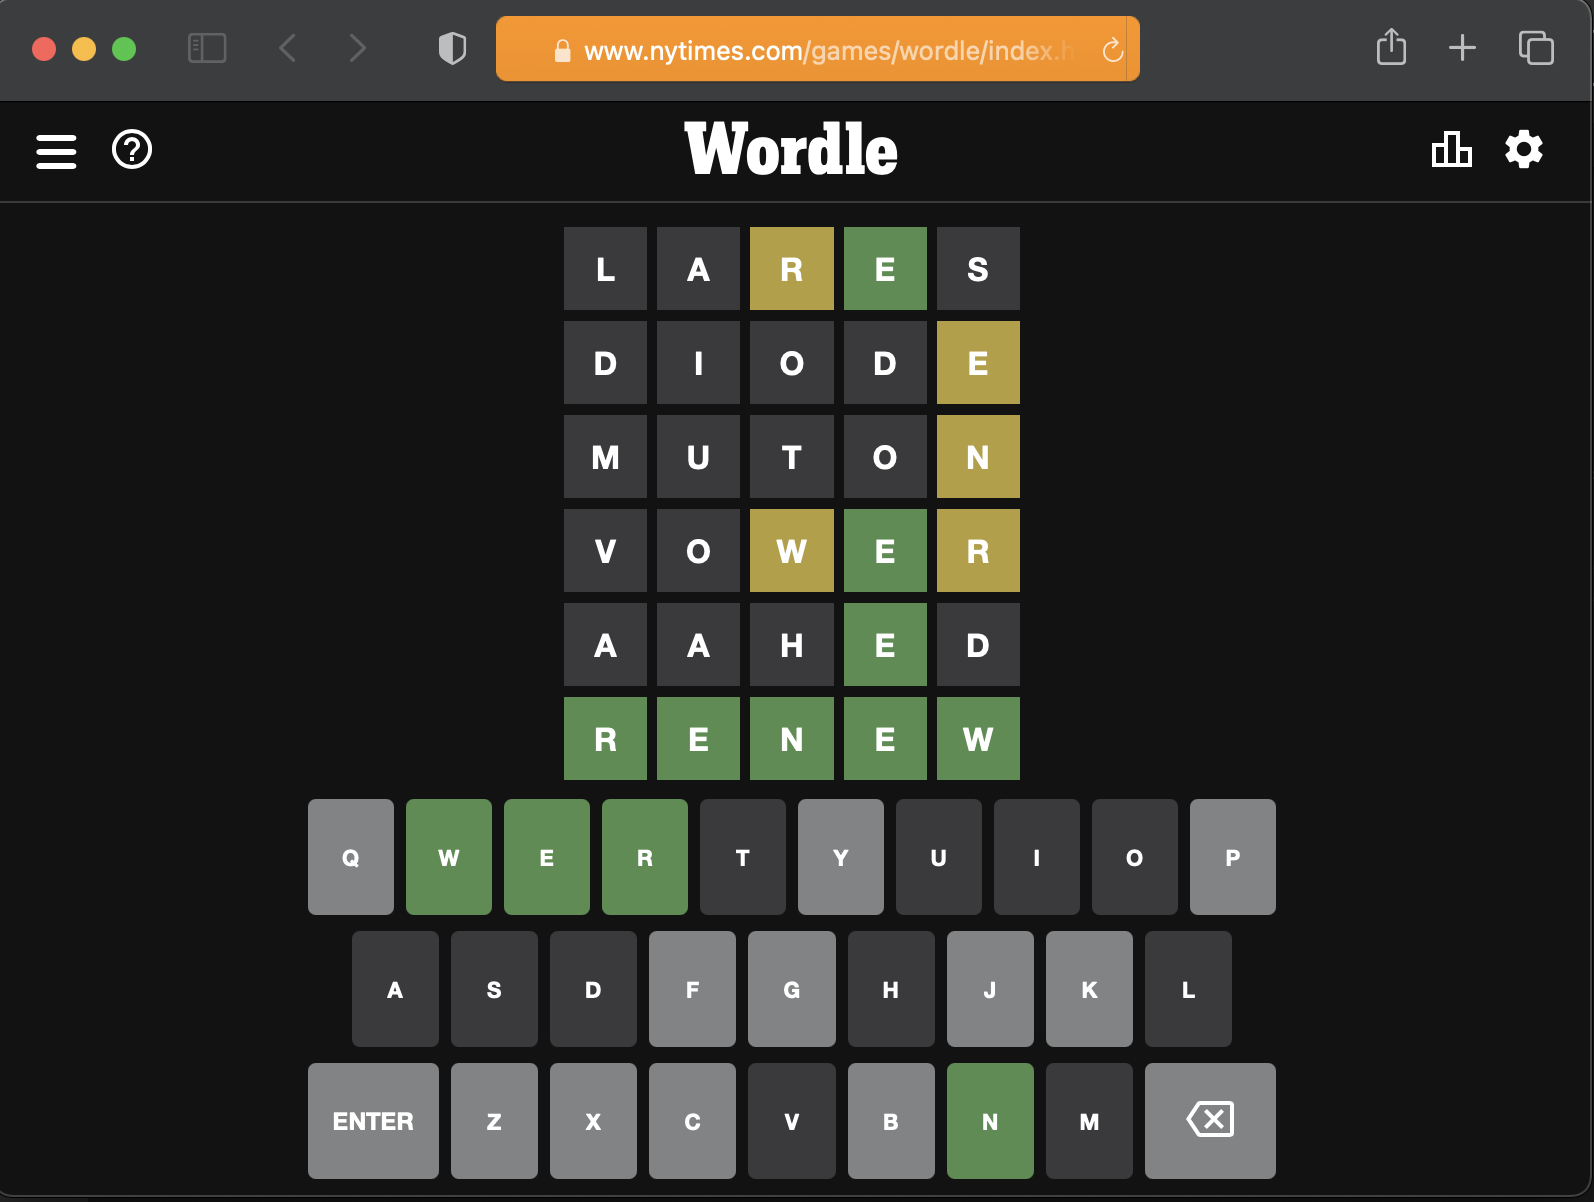 www.nytimes.com/games/wordle/index.h
?
Wordle
L A R E S
D I O D E
M U T O N
V O W E R
A A H E D
R E N E W
Q W E R T Y U I O P
A S D F G H J K L
ENTER Z X C V B N M